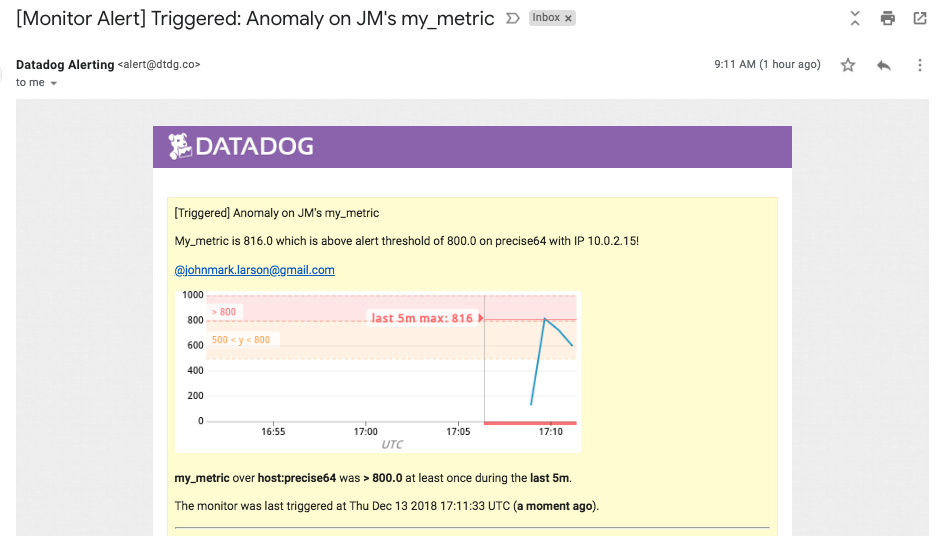 [Monitor Alert] Triggered: Anomaly on JM's my_metric Inbox x
Datadog Alerting <alert@dtdg.co> 9:11 AM (1 hour ago)
to me
DATADOG
[Triggered] Anomaly on JM's my_metric
My_metric is 816.0 which is above alert threshold of 800.0 on precise64 with IP 10.0.2.15!
@johnmark.larson@gmail.com
1000
> 800
800 last 5m max: 816
500 < y < 800
600
400
200
0
16:55 17:00 17:05 17:10
UTC
my_metric over host:precise64 was > 800.0 at least once during the last 5m.
The monitor was last triggered at Thu Dec 13 2018 17:11:33 UTC (a moment ago).